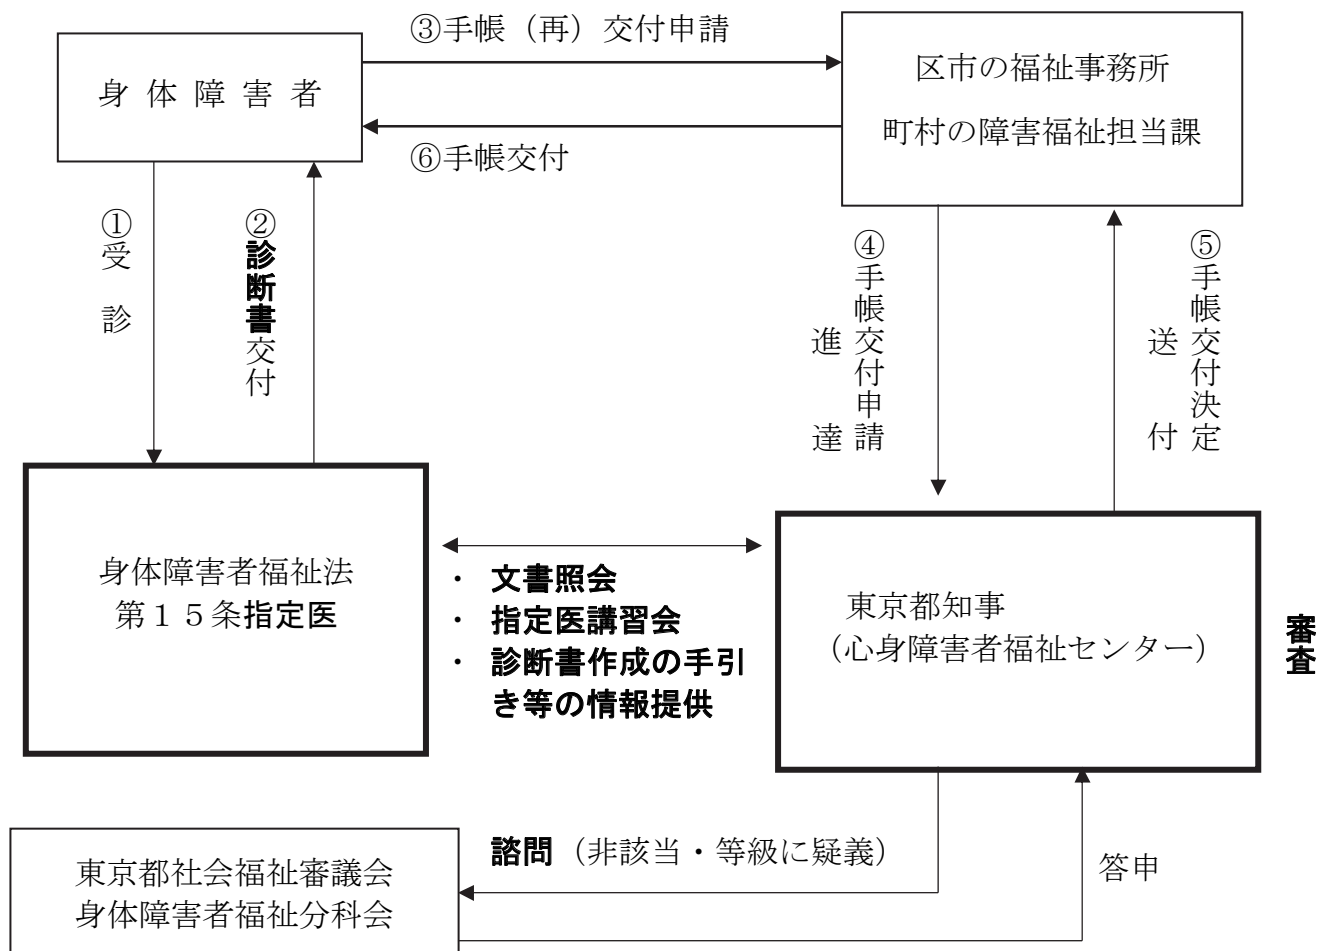 ③手帳（再）交付申請
身体障害者
区市の福祉事務所
町村の障害福祉担当課
⑥手帳交付
①受診
②診断書交付
④手帳交付申請
進達
⑤手帳交付決定
送付
身体障害者福祉法
第１５条指定医
・ 文書照会
・ 指定医講習会
・ 診断書作成の手引
き等の情報提供
東京都知事
（心身障害者福祉センター）
審査
諮問（非該当・等級に疑義）
答申
東京都社会福祉審議会
身体障害者福祉分科会